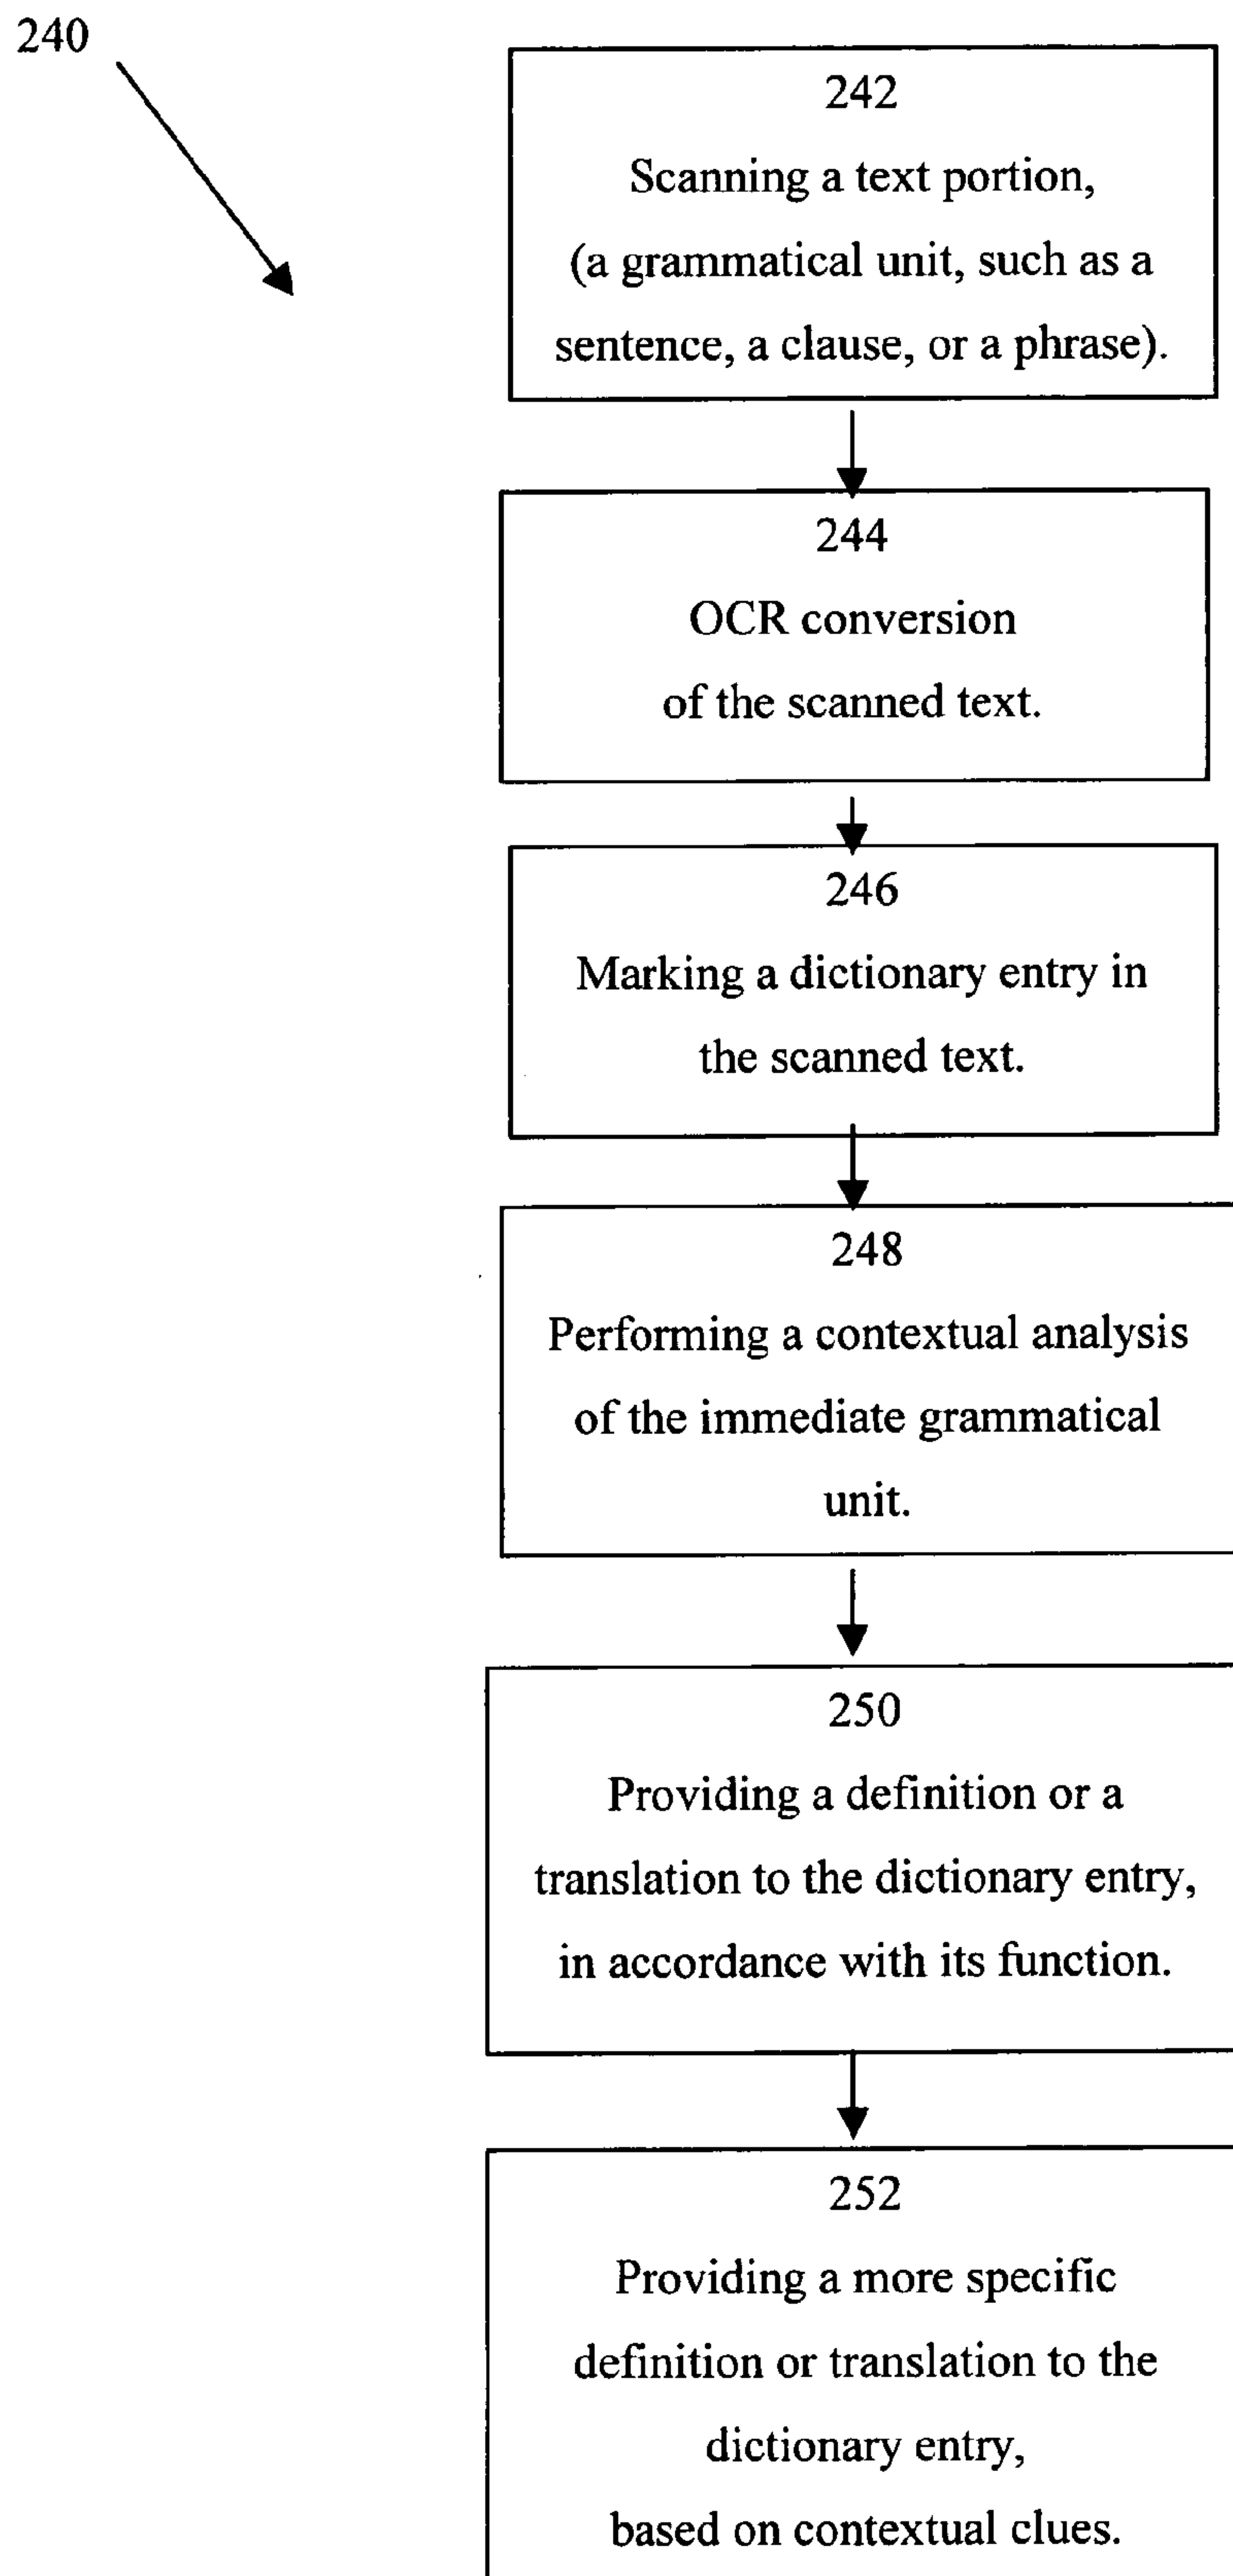 240
242
Scanning a text portion,
(a grammatical unit, such as a
sentence, a clause, or a phrase).
244
OCR conversion
of the scanned text.
246
Marking a dictionary entry in
the scanned text.
248
Performing a contextual analysis
of the immediate grammatical
unit.
250
Providing a definition or a
translation to the dictionary entry,
in accordance with its function.
252
Providing a more specific
definition or translation to the
dictionary entry,
based on contextual clues.